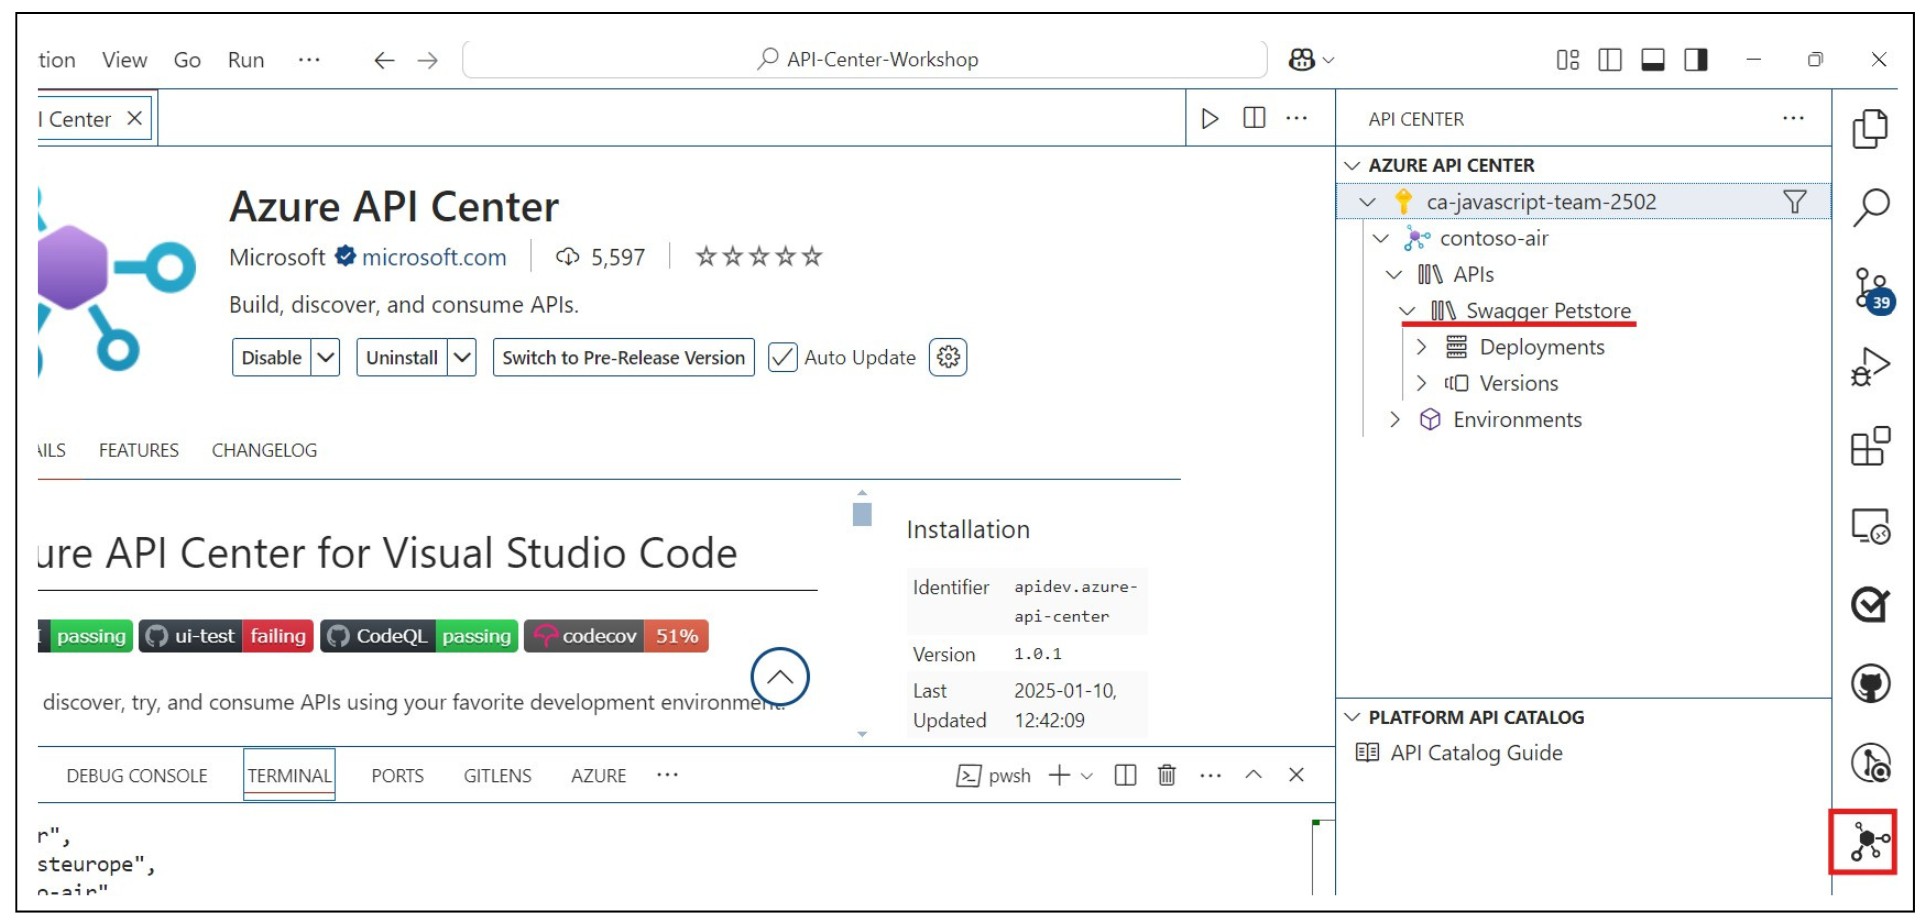 tion View Go Run ··· API-Center-Workshop
l Center
API CENTER
AZURE API CENTER
ca-javascript-team-2502
contoso-air
APIs
Swagger Petstore
Deployments
Versions
Environments
39
Azure API Center
Microsoft microsoft.com 5,597
Build, discover, and consume APIs.
Disable Uninstall Switch to Pre-Release Version Auto Update
AILS FEATURES CHANGELOG
ure API Center for Visual Studio Code
passing ui-test failing CodeQL passing codecov 51%
discover, try, and consume APIs using your favorite development environment.
Installation
Identifier apidev.azure-
api-center
Version 1.0.1
Last 2025-01-10,
Updated 12:42:09
PLATFORM API CATALOG
API Catalog Guide
DEBUG CONSOLE TERMINAL PORTS GITLENS AZURE ··· pwsh
r",
steurope",
o-air"